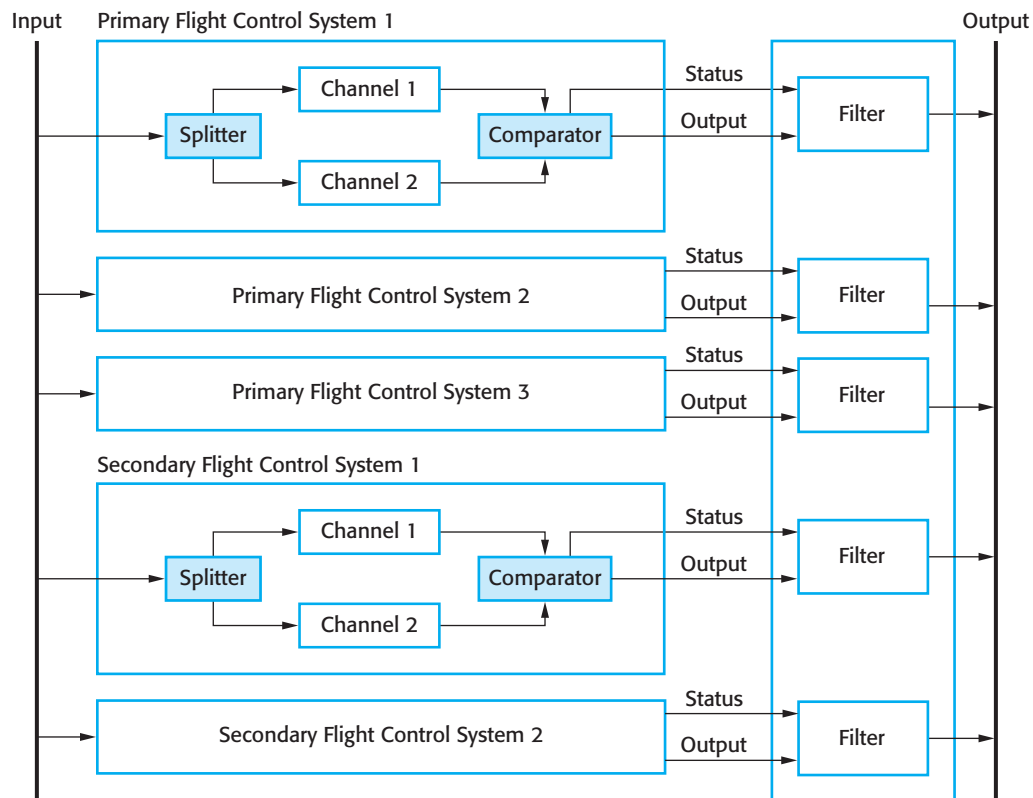 Input
Primary Flight Control System 1
Output
Channel 1
Status
Splitter
Comparator
Output
Filter
Channel 2
Status
Primary Flight Control System 2
Output
Filter
Status
Primary Flight Control System 3
Output
Filter
Secondary Flight Control System 1
Channel 1
Status
Splitter
Comparator
Output
Filter
Channel 2
Status
Secondary Flight Control System 2
Output
Filter